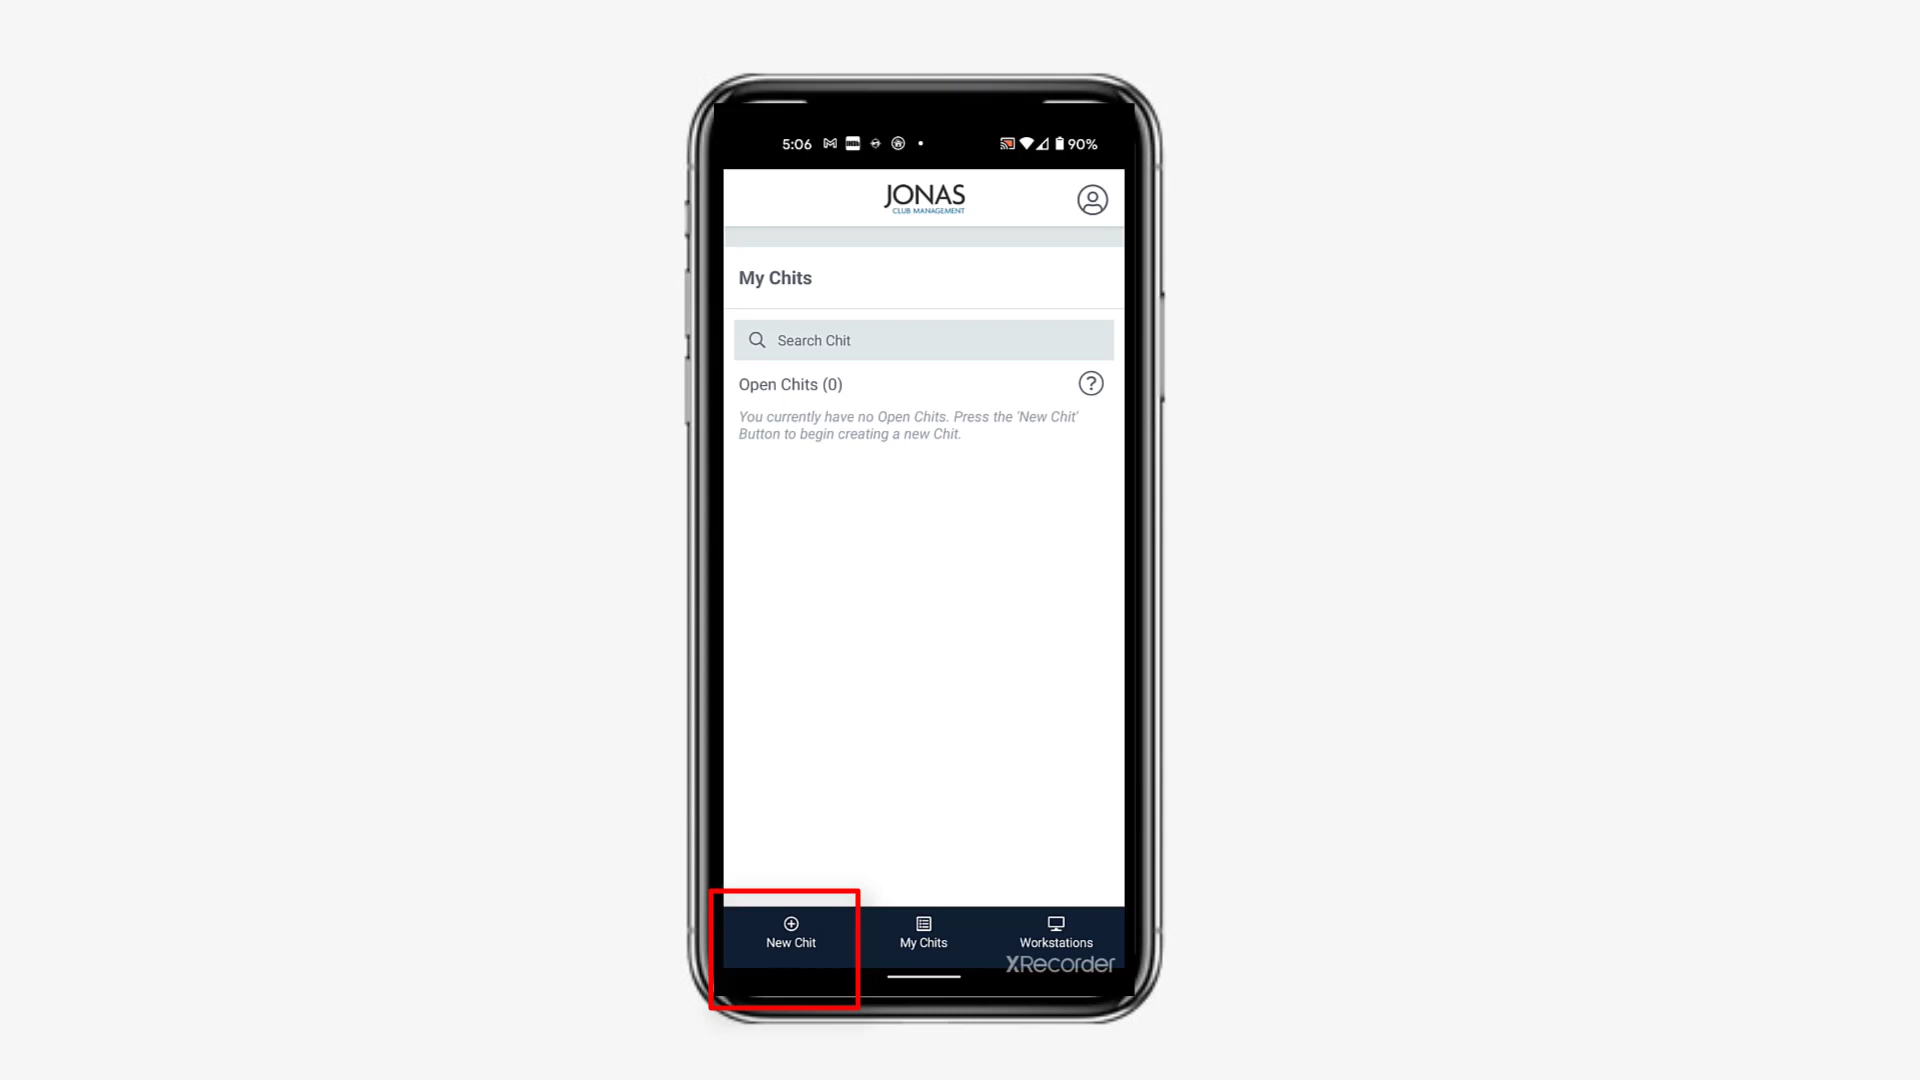 5:06
90%
JONAS
CLUB MANAGEMENT
My Chits
Search Chit
Open Chits (0)
?
You currently have no Open Chits. Press the 'New Chit'
Button to begin creating a new Chit.
New Chit
My Chits
Workstations
XRecorder